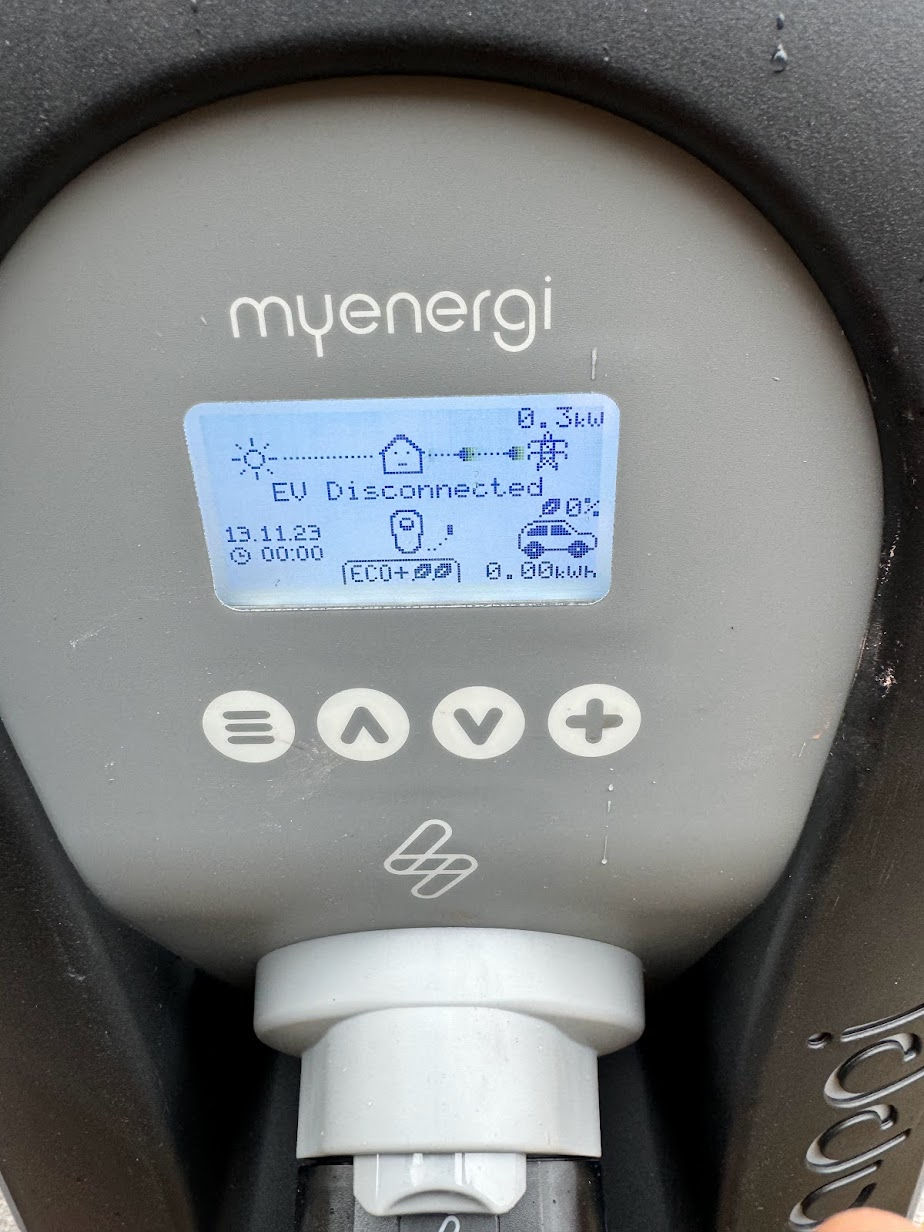 myenergi
0.3kW
EV Disconnected
0%
13.11.23
00:00
ECO+
0.00kWh